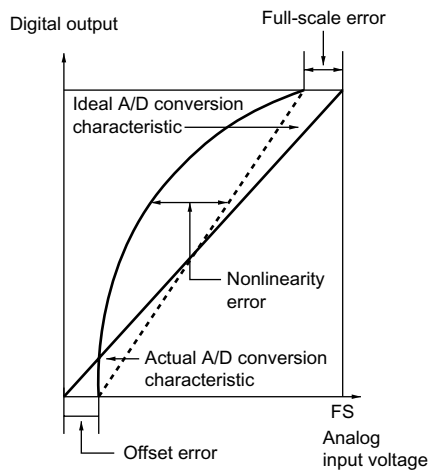 Full-scale error
Digital output
Ideal A/D conversion
characteristic
Nonlinearity
error
Actual A/D conversion
characteristic
FS
Offset error
Analog
input voltage